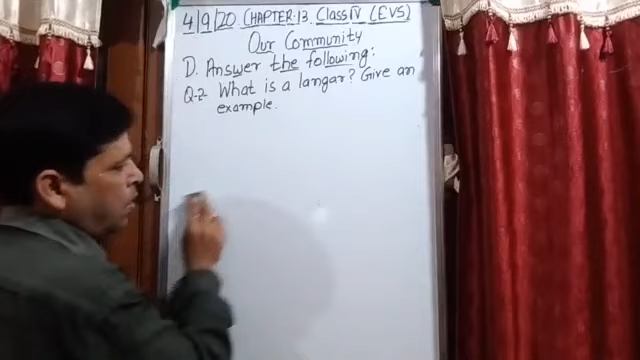 4/9/20 CHAPTER:13. Class IV (EVS)
Our Community
D. Answer the following:
Q-2- What is a langar? Give an
example.